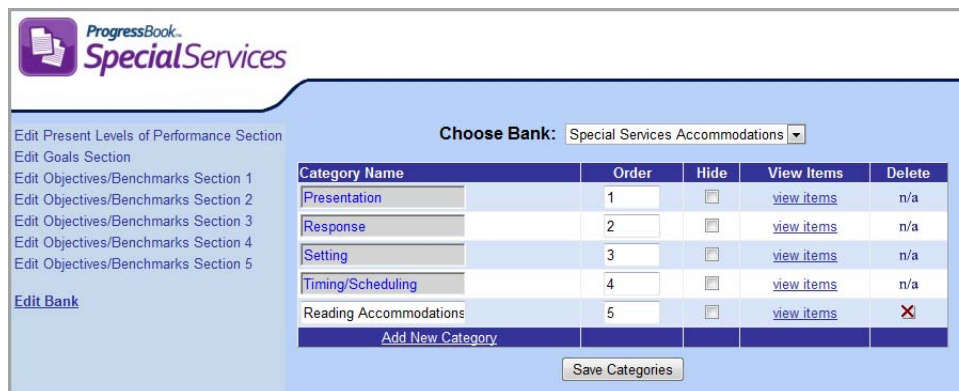 ProgressBook™
SpecialServices
Edit Present Levels of Performance Section
Edit Goals Section
Edit Objectives/Benchmarks Section 1
Edit Objectives/Benchmarks Section 2
Edit Objectives/Benchmarks Section 3
Edit Objectives/Benchmarks Section 4
Edit Objectives/Benchmarks Section 5
Edit Bank
Choose Bank: Special Services Accommodations
Category Name Order Hide View Items Delete
Presentation 1 view items n/a
Response 2 view items n/a
Setting 3 view items n/a
Timing/Scheduling 4 view items n/a
Reading Accommodations 5 view items X
Add New Category
Save Categories